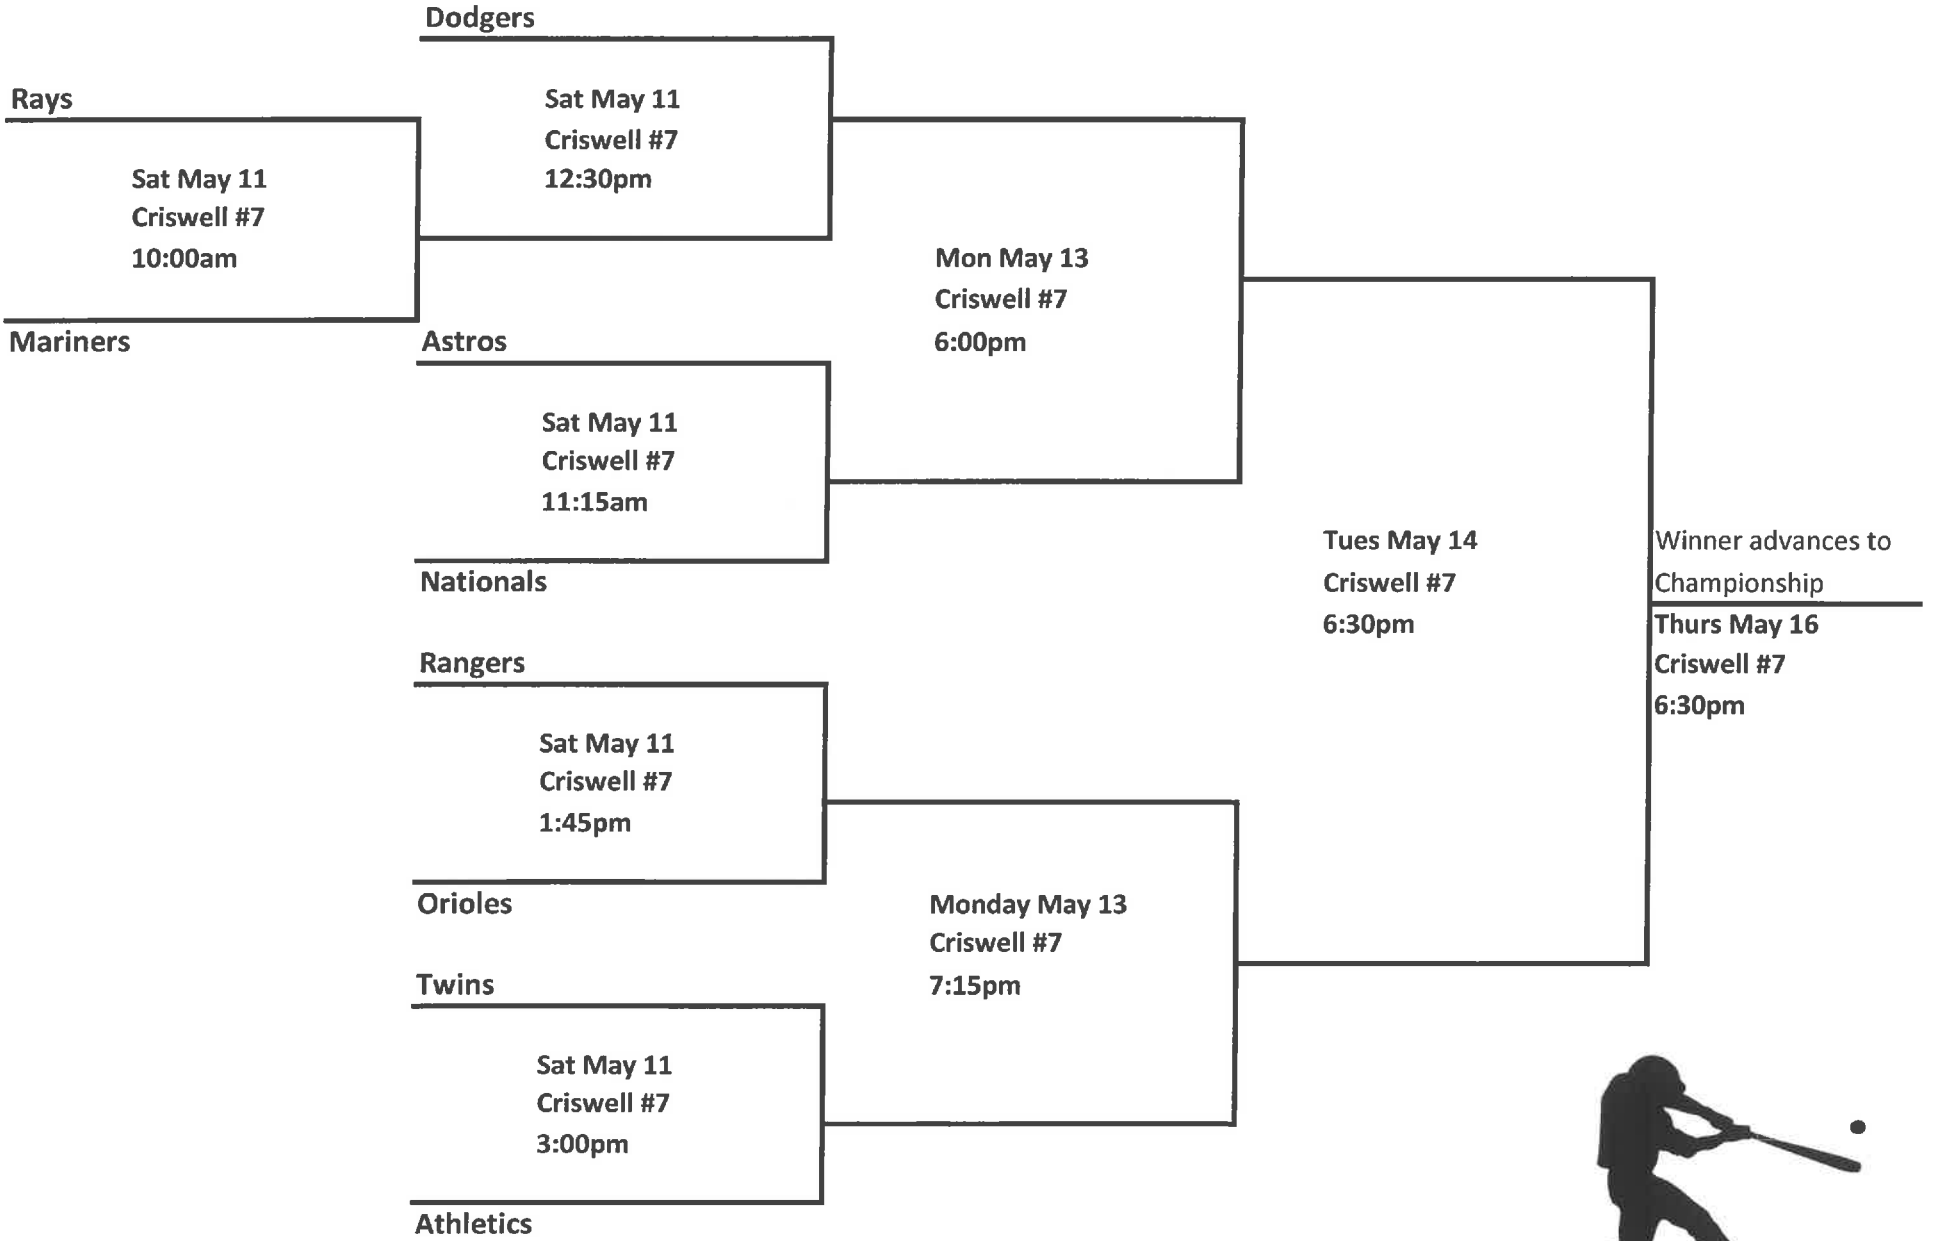 Dodgers
Rays
Sat May 11
Criswell #7
12:30pm
Sat May 11
Criswell #7
10:00am
Mariners
Mon May 13
Criswell #7
6:00pm
Astros
Sat May 11
Criswell #7
11:15am
Nationals
Tues May 14
Criswell #7
6:30pm
Winner advances to
Championship
Thurs May 16
Criswell #7
6:30pm
Rangers
Sat May 11
Criswell #7
1:45pm
Orioles
Monday May 13
Criswell #7
7:15pm
Twins
Sat May 11
Criswell #7
3:00pm
Athletics